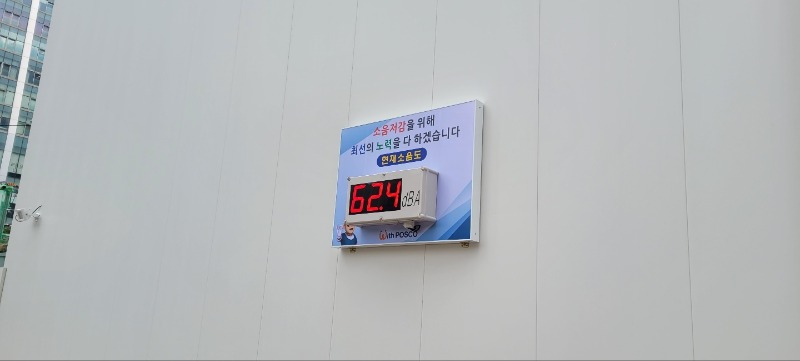 소음저감을 위해
최선의 노력을 다 하겠습니다
현재소음도
62.4 dBA
With POSCO